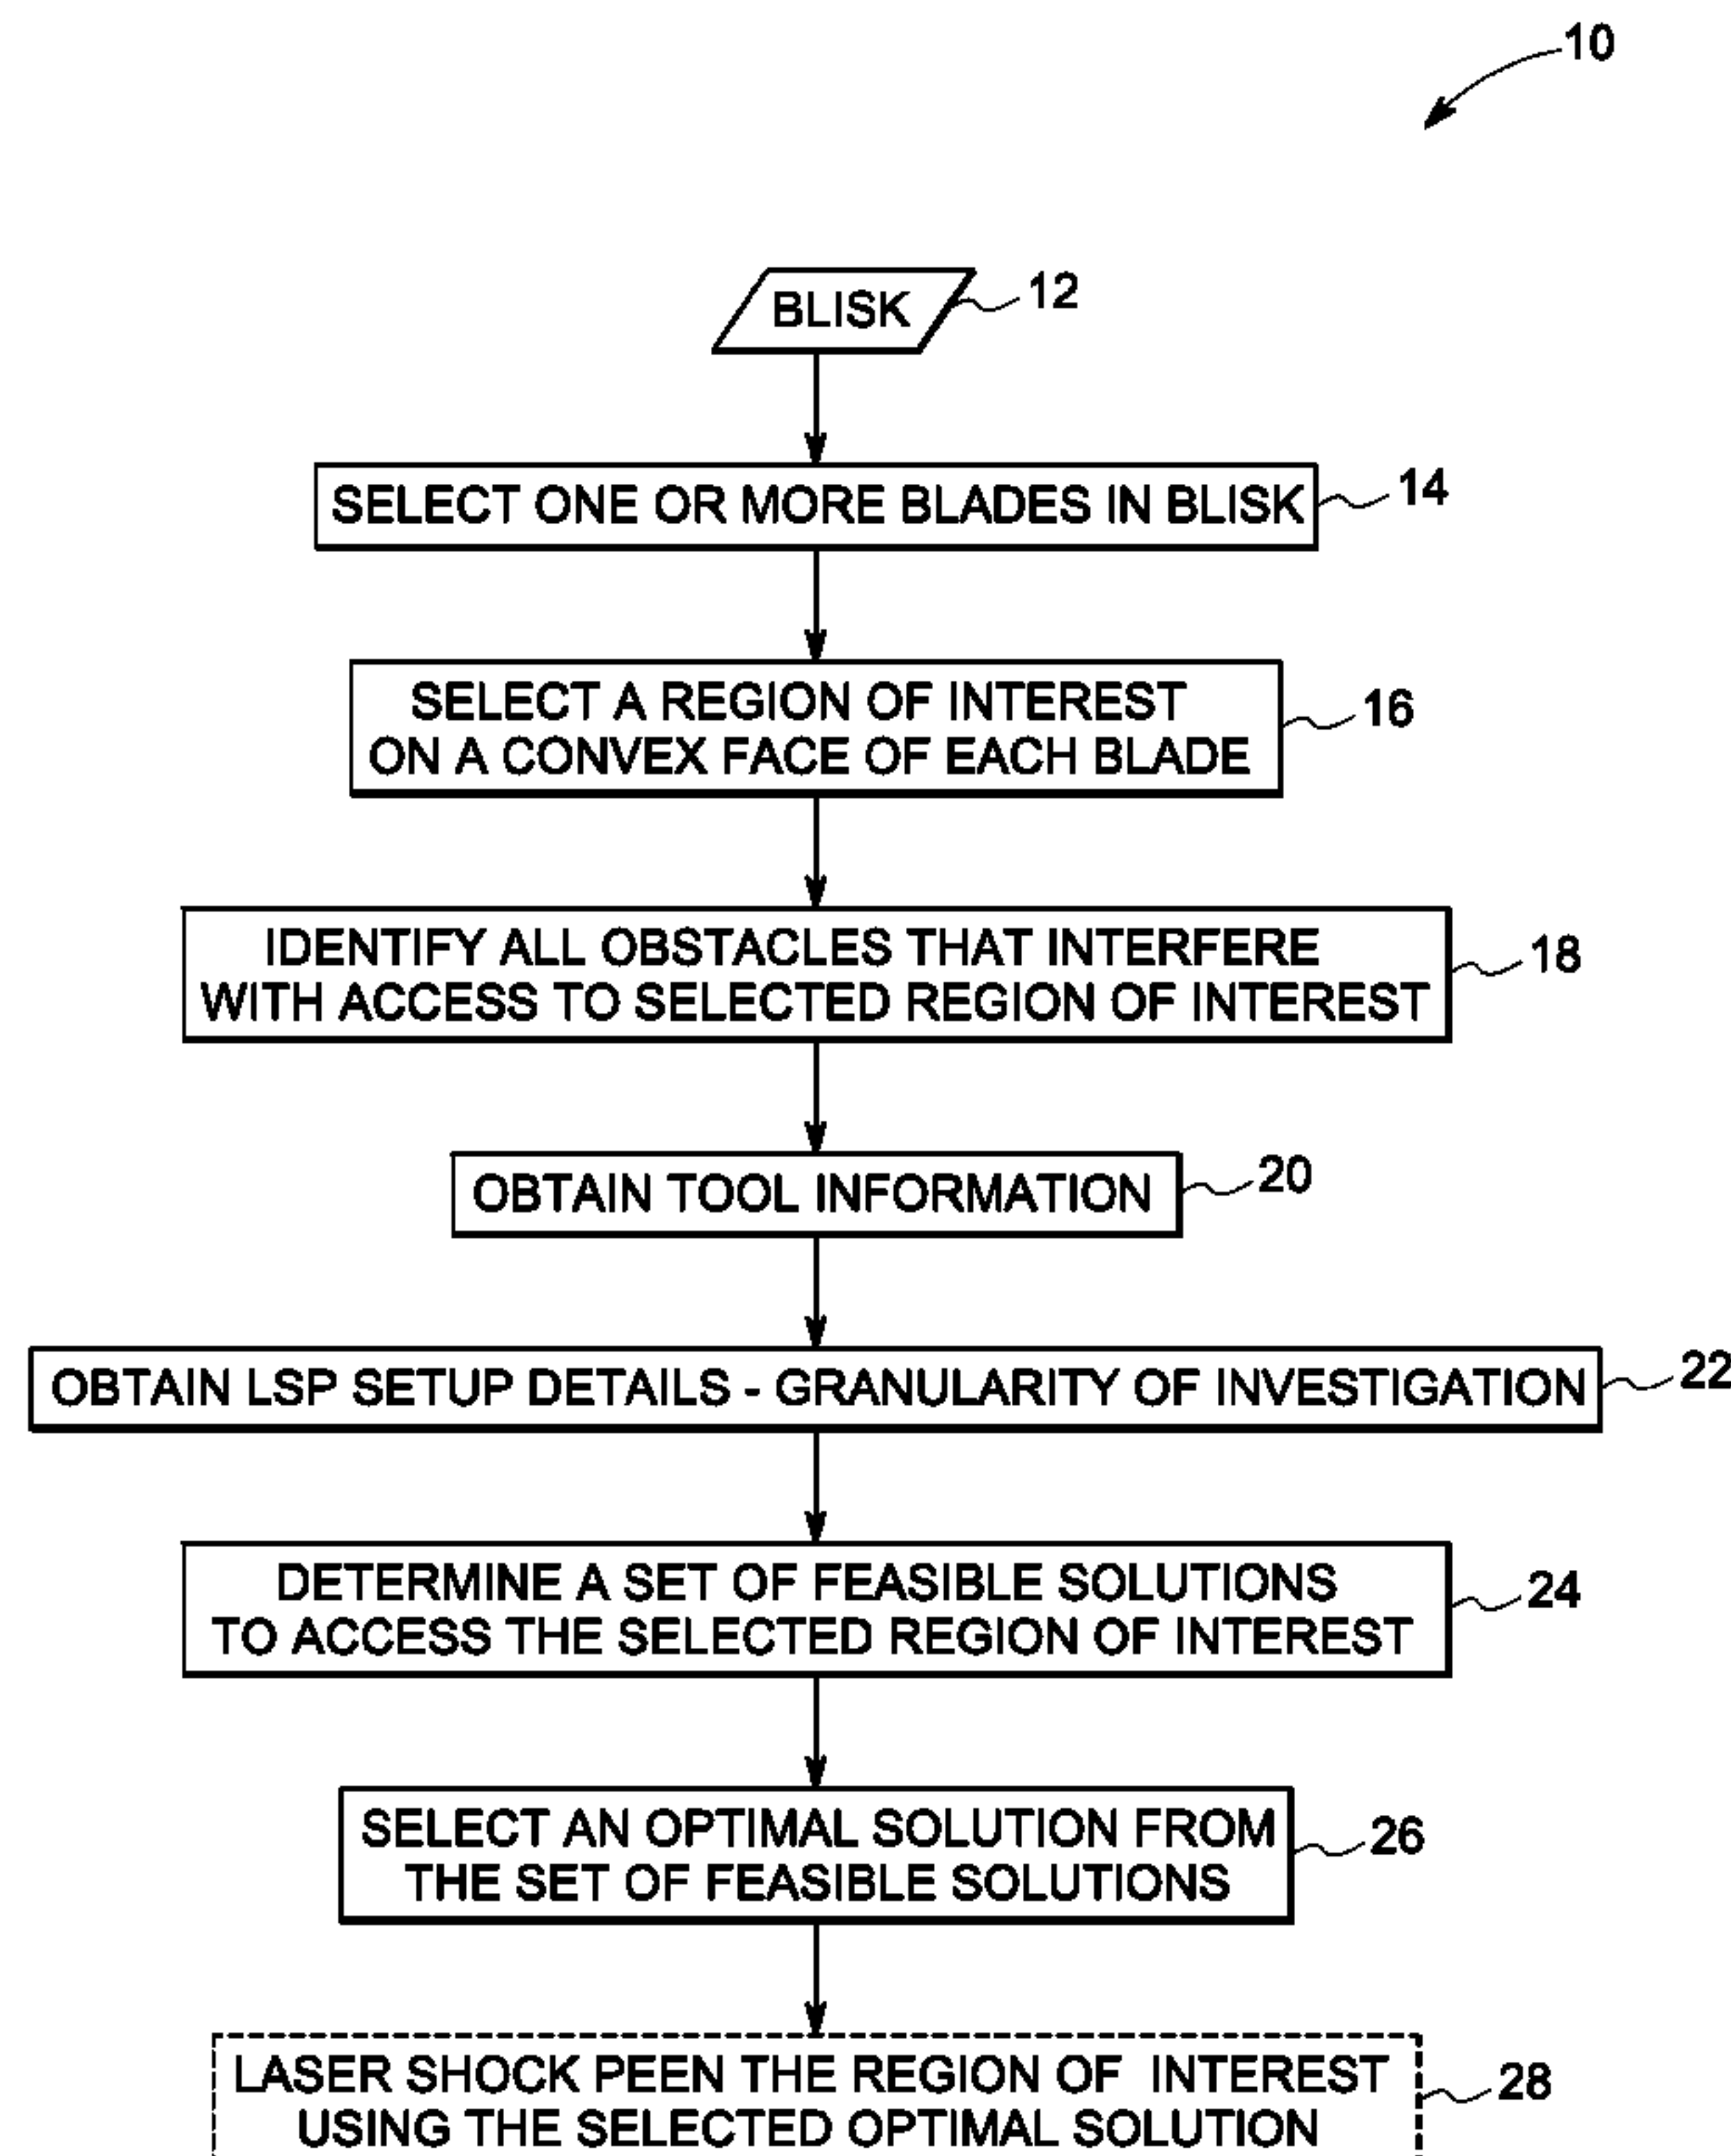 10
BLISK
12
SELECT ONE OR MORE BLADES IN BLISK
14
SELECT A REGION OF INTEREST
ON A CONVEX FACE OF EACH BLADE
16
IDENTIFY ALL OBSTACLES THAT INTERFERE
WITH ACCESS TO SELECTED REGION OF INTEREST
18
OBTAIN TOOL INFORMATION
20
OBTAIN LSP SETUP DETAILS - GRANULARITY OF INVESTIGATION
22
DETERMINE A SET OF FEASIBLE SOLUTIONS
TO ACCESS THE SELECTED REGION OF INTEREST
24
SELECT AN OPTIMAL SOLUTION FROM
THE SET OF FEASIBLE SOLUTIONS
26
LASER SHOCK PEEN THE REGION OF INTEREST
USING THE SELECTED OPTIMAL SOLUTION
28